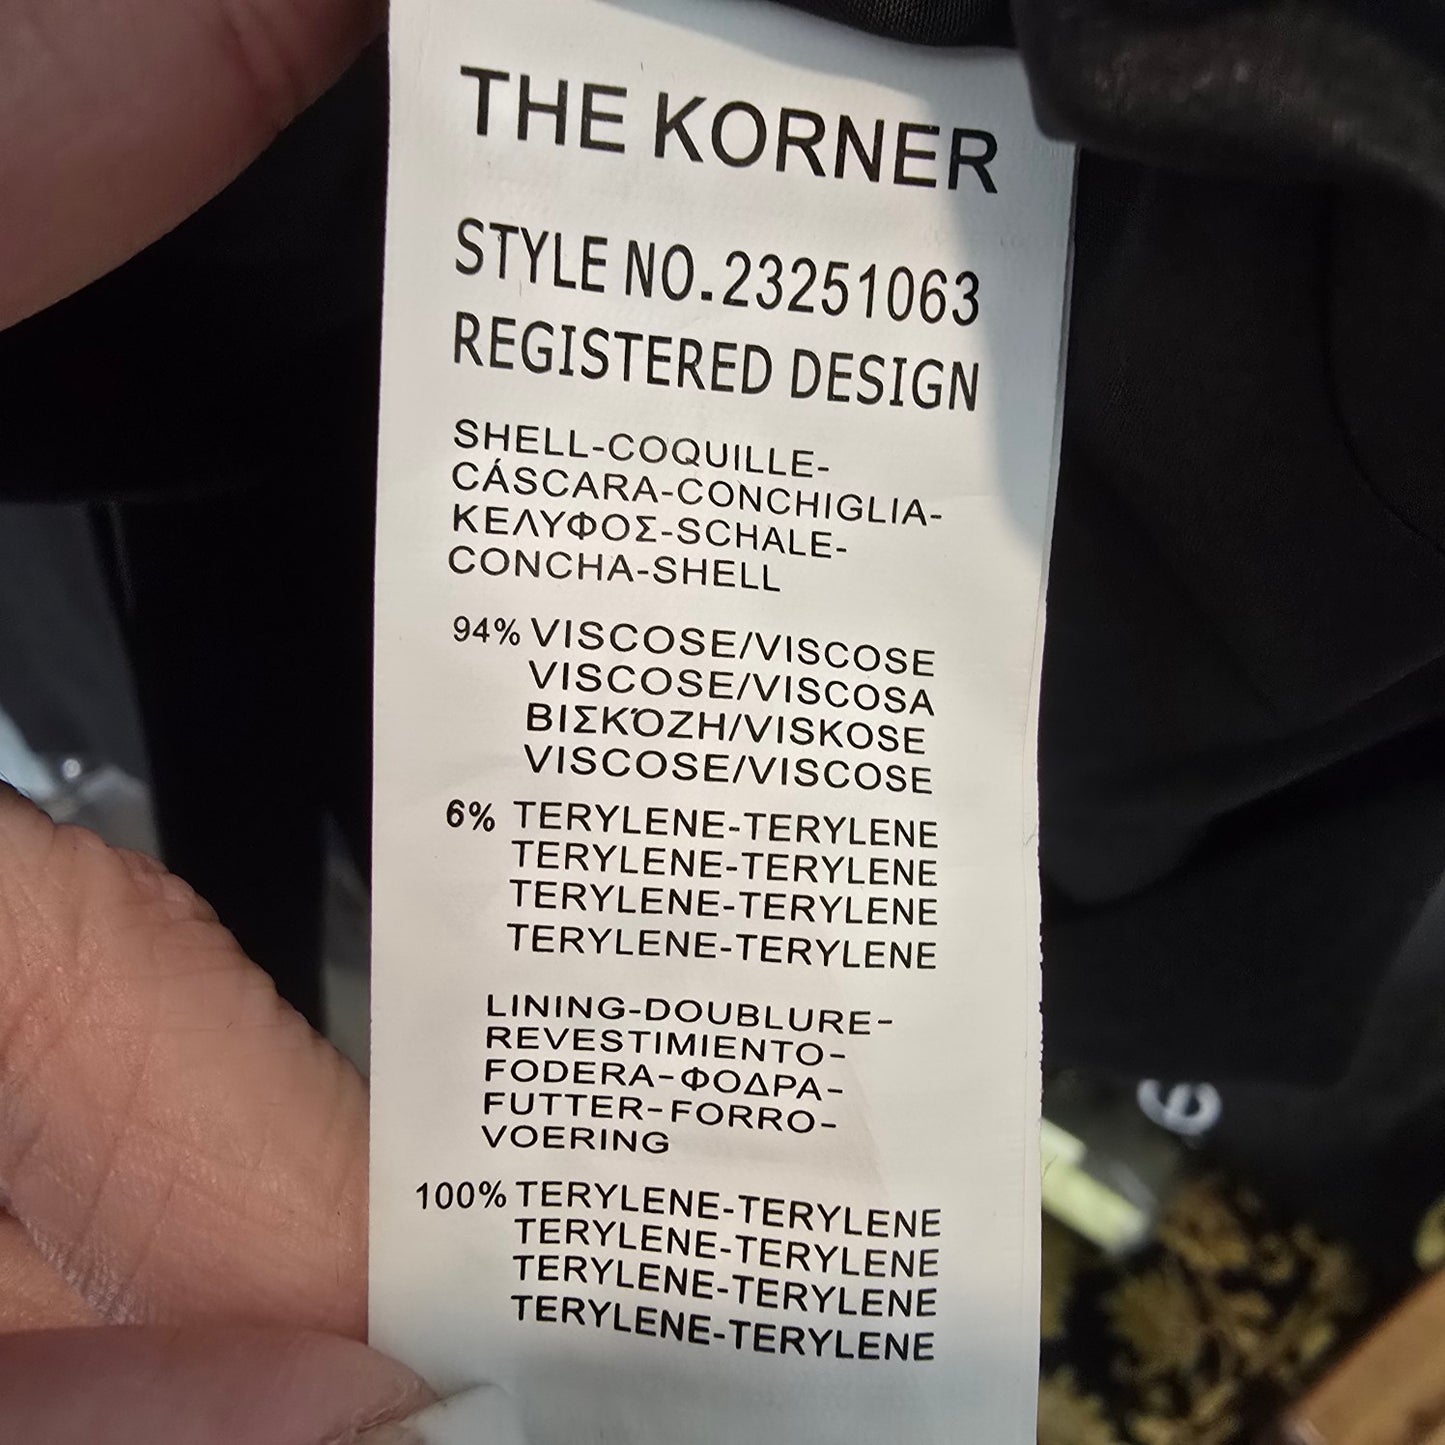 THE KORNER
STYLE NO.23251063
REGISTERED DESIGN
SHELL-COQUILLE-
CÁSCARA-CONCHIGLIA-
ΚΕΛΥΦΟΣ-SCHALE-
CONCHA-SHELL
94% VISCOSE/VISCOSE
VISCOSE/VISCOSA
ΒΙΣΚΌΖΗ/VISKOSE
VISCOSE/VISCOSE
6% TERYLENE-TERYLENE
TERYLENE-TERYLENE
TERYLENE-TERYLENE
TERYLENE-TERYLENE
LINING-DOUBLURE-
REVESTIMIENTO-
FODERA-ΦΟΔΡΑ-
FUTTER-FORRO-
VOERING
100% TERYLENE-TERYLENE
TERYLENE-TERYLENE
TERYLENE-TERYLENE
TERYLENE-TERYLENE